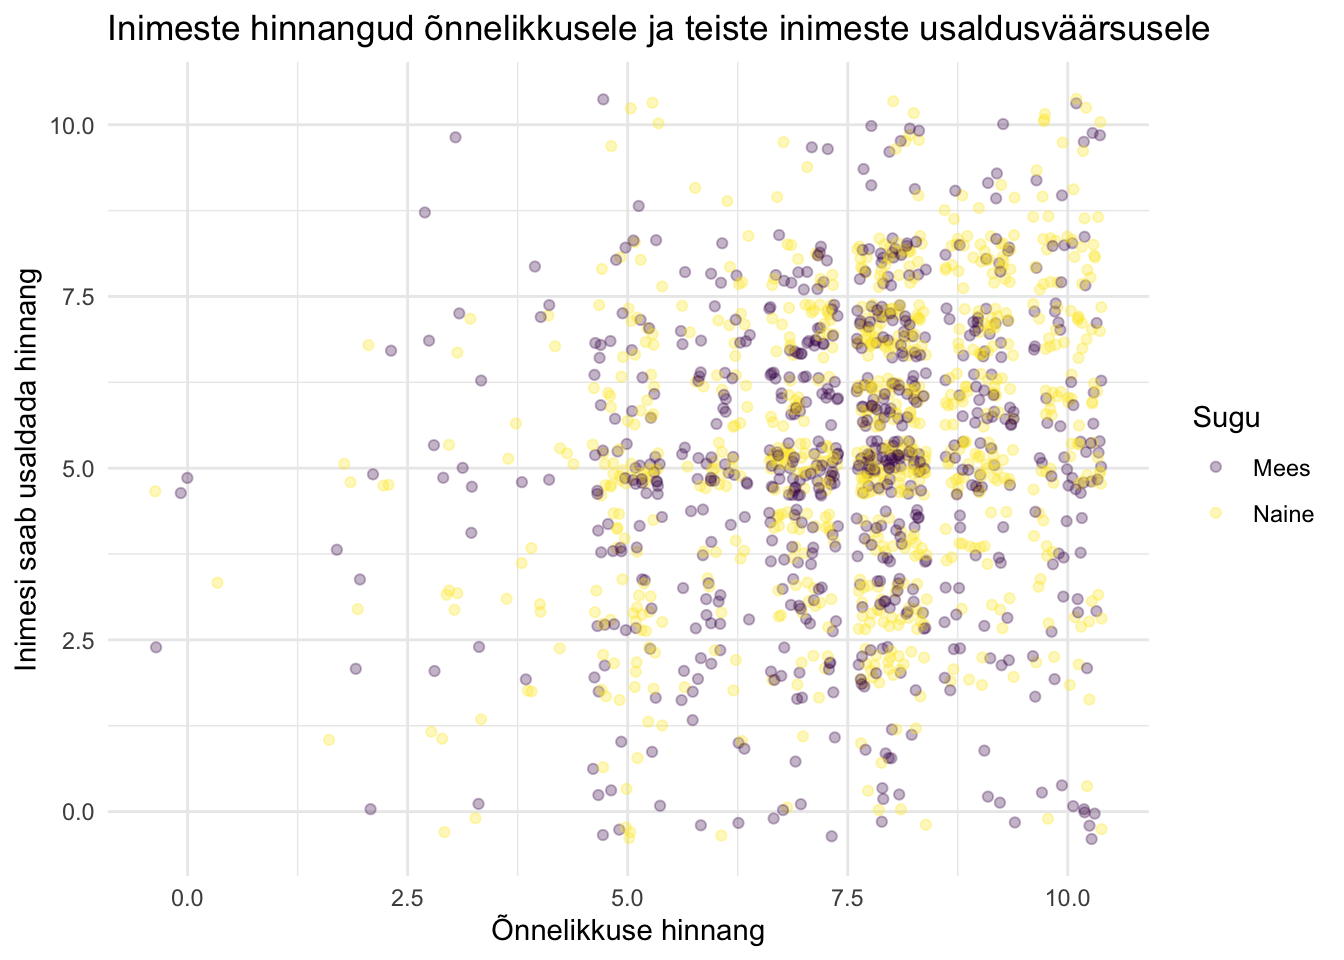 Inimeste hinnangud õnnelikkusele ja teiste inimeste usaldusväärsusele
Inimesi saab usaldada hinnang
10.0
7.5
5.0
2.5
0.0
0.0
2.5
5.0
7.5
10.0
Õnnelikkuse hinnang
Sugu
Mees
Naine